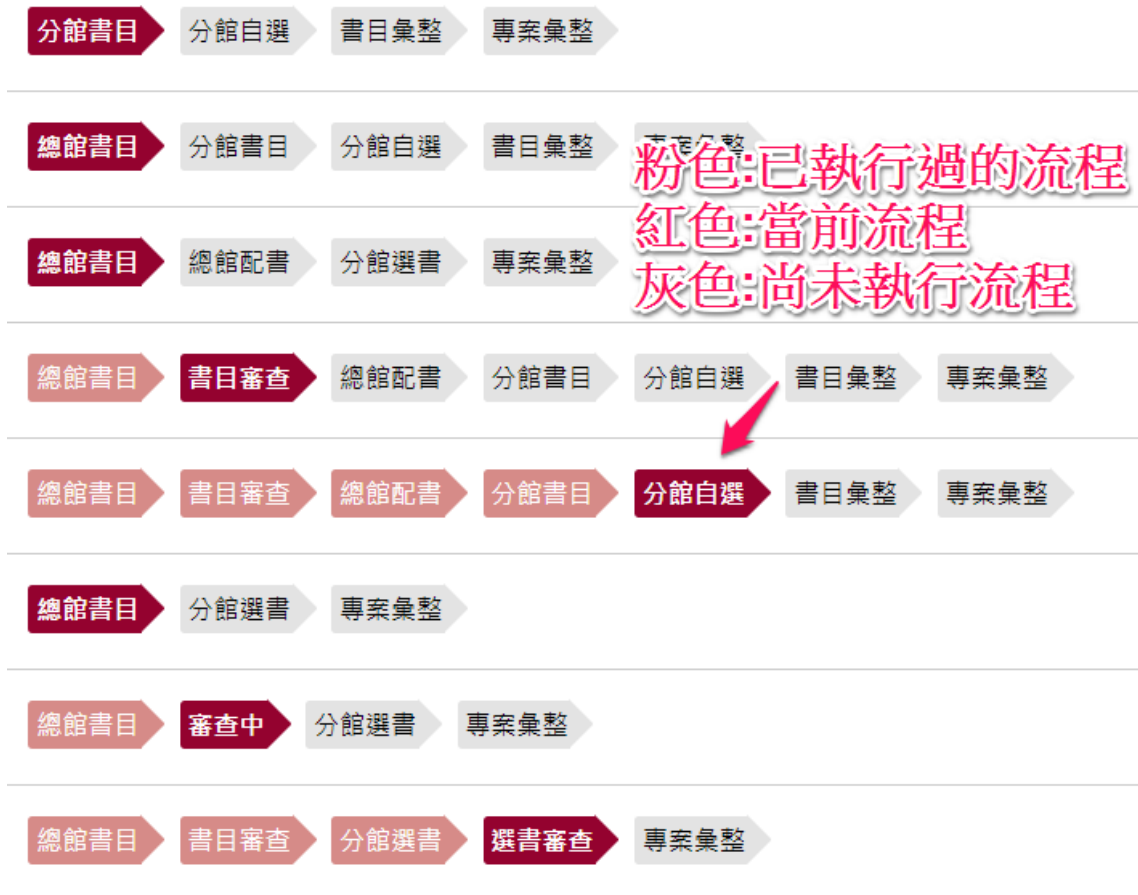 分館書目 分館自選 書目彙整 專案彙整
總館書目 分館書目 分館自選 書目彙整 專案彙整
粉色:已執行過的流程
紅色:當前流程
灰色:尚未執行流程
總館書目 總館配書 分館選書 專案彙整
總館書目 書目審查 總館配書 分館書目 分館自選 書目彙整 專案彙整
總館書目 書目審查 總館配書 分館書目 分館自選 書目彙整 專案彙整
總館書目 分館選書 專案彙整
總館書目 審查中 分館選書 專案彙整
總館書目 書目審查 分館選書 選書審查 專案彙整